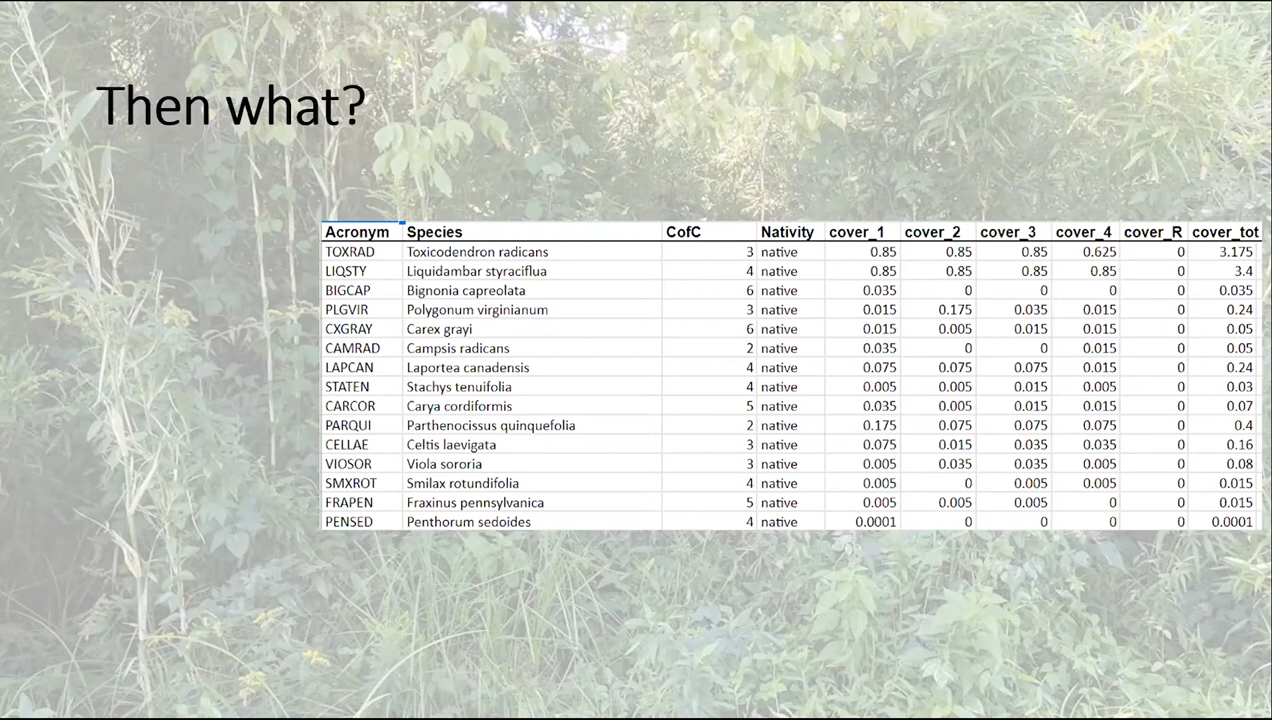 Then what?
Acronym Species CofC Nativity cover_1 cover_2 cover_3 cover_4 cover_R cover_tot
TOXRAD Toxicodendron radicans 3 native 0.85 0.85 0.85 0.625 0 3.175
LIQSTY Liquidambar styraciflua 4 native 0.85 0.85 0.85 0.85 0 3.4
BIGCAP Bignonia capreolata 6 native 0.035 0 0 0 0 0.035
PLGVIR Polygonum virginianum 3 native 0.015 0.175 0.035 0.015 0 0.24
CXGRAY Carex grayi 6 native 0.015 0.005 0.015 0.015 0 0.05
CAMRAD Campsis radicans 2 native 0.035 0 0 0.015 0 0.05
LAPCAN Laportea canadensis 4 native 0.075 0.075 0.075 0.015 0 0.24
STATEN Stachys tenuifolia 4 native 0.005 0.005 0.015 0.005 0 0.03
CARCOR Carya cordiformis 5 native 0.035 0.005 0.015 0.015 0 0.07
PARQUI Parthenocissus quinquefolia 2 native 0.175 0.075 0.075 0.075 0 0.4
CELLAE Celtis laevigata 3 native 0.075 0.015 0.035 0.035 0 0.16
VIOSOR Viola sororia 3 native 0.005 0.035 0.035 0.005 0 0.08
SMXROT Smilax rotundifolia 4 native 0.005 0 0.005 0.005 0 0.015
FRAPEN Fraxinus pennsylvanica 5 native 0.005 0.005 0.005 0 0 0.015
PENSED Penthorum sedoides 4 native 0.0001 0 0 0 0 0.0001